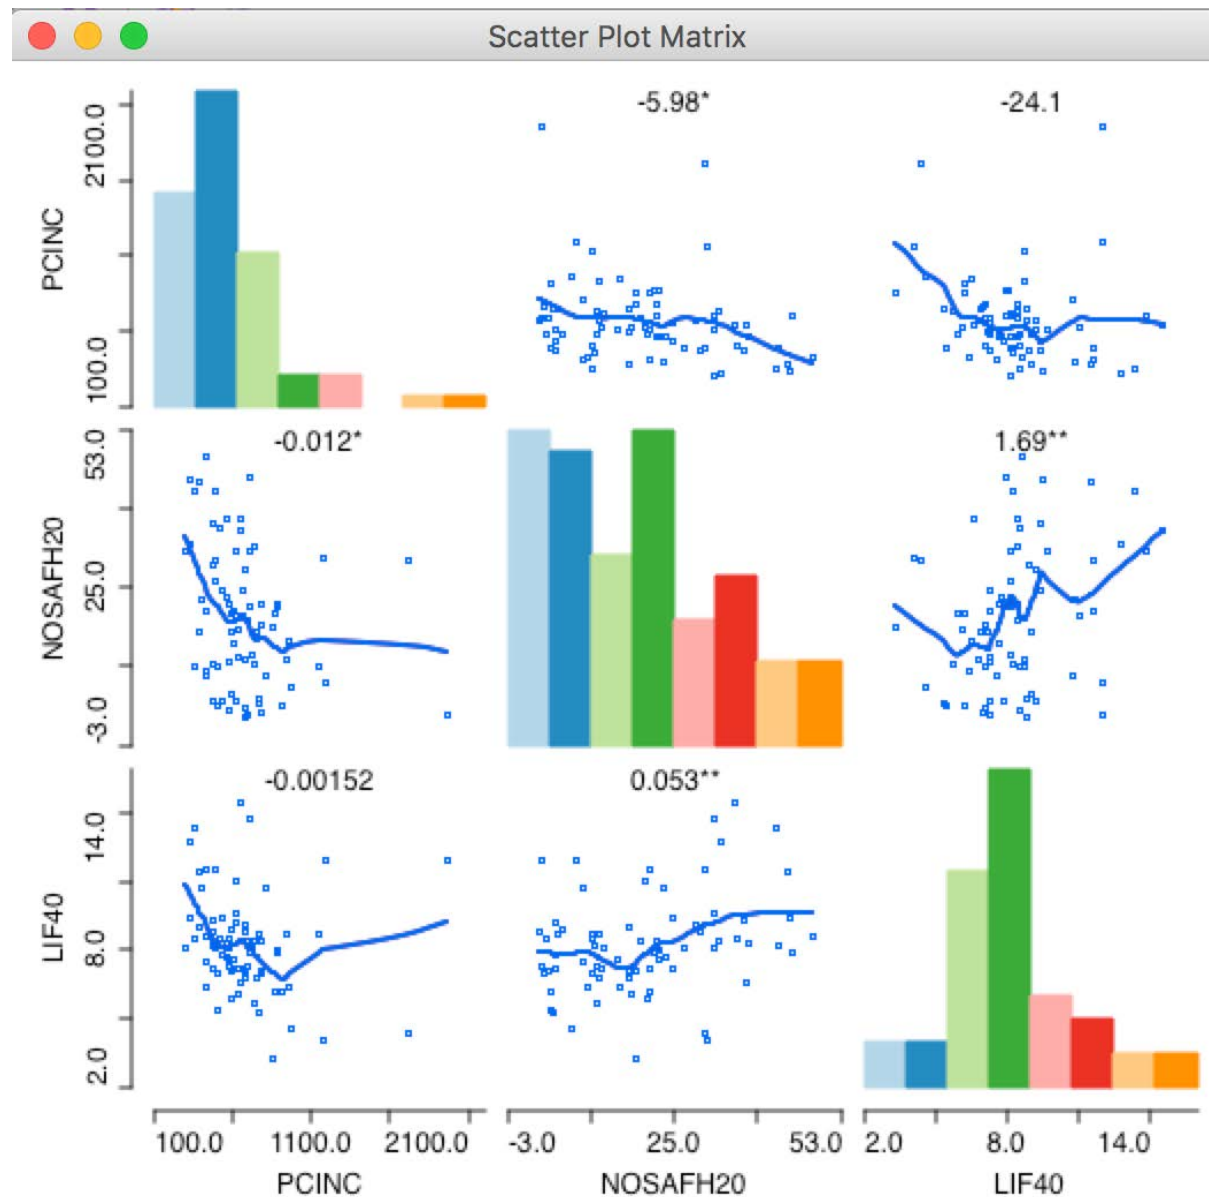 Scatter Plot Matrix
-5.98*
-24.1
2100.0
PCINC
100.0
-0.012*
1.69**
53.0
NOSAFH20
25.0
-3.0
-0.00152
0.053**
14.0
LIF40
8.0
2.0
100.0 1100.0 2100.0 -3.0 25.0 53.0 2.0 8.0 14.0
PCINC NOSAFH20 LIF40